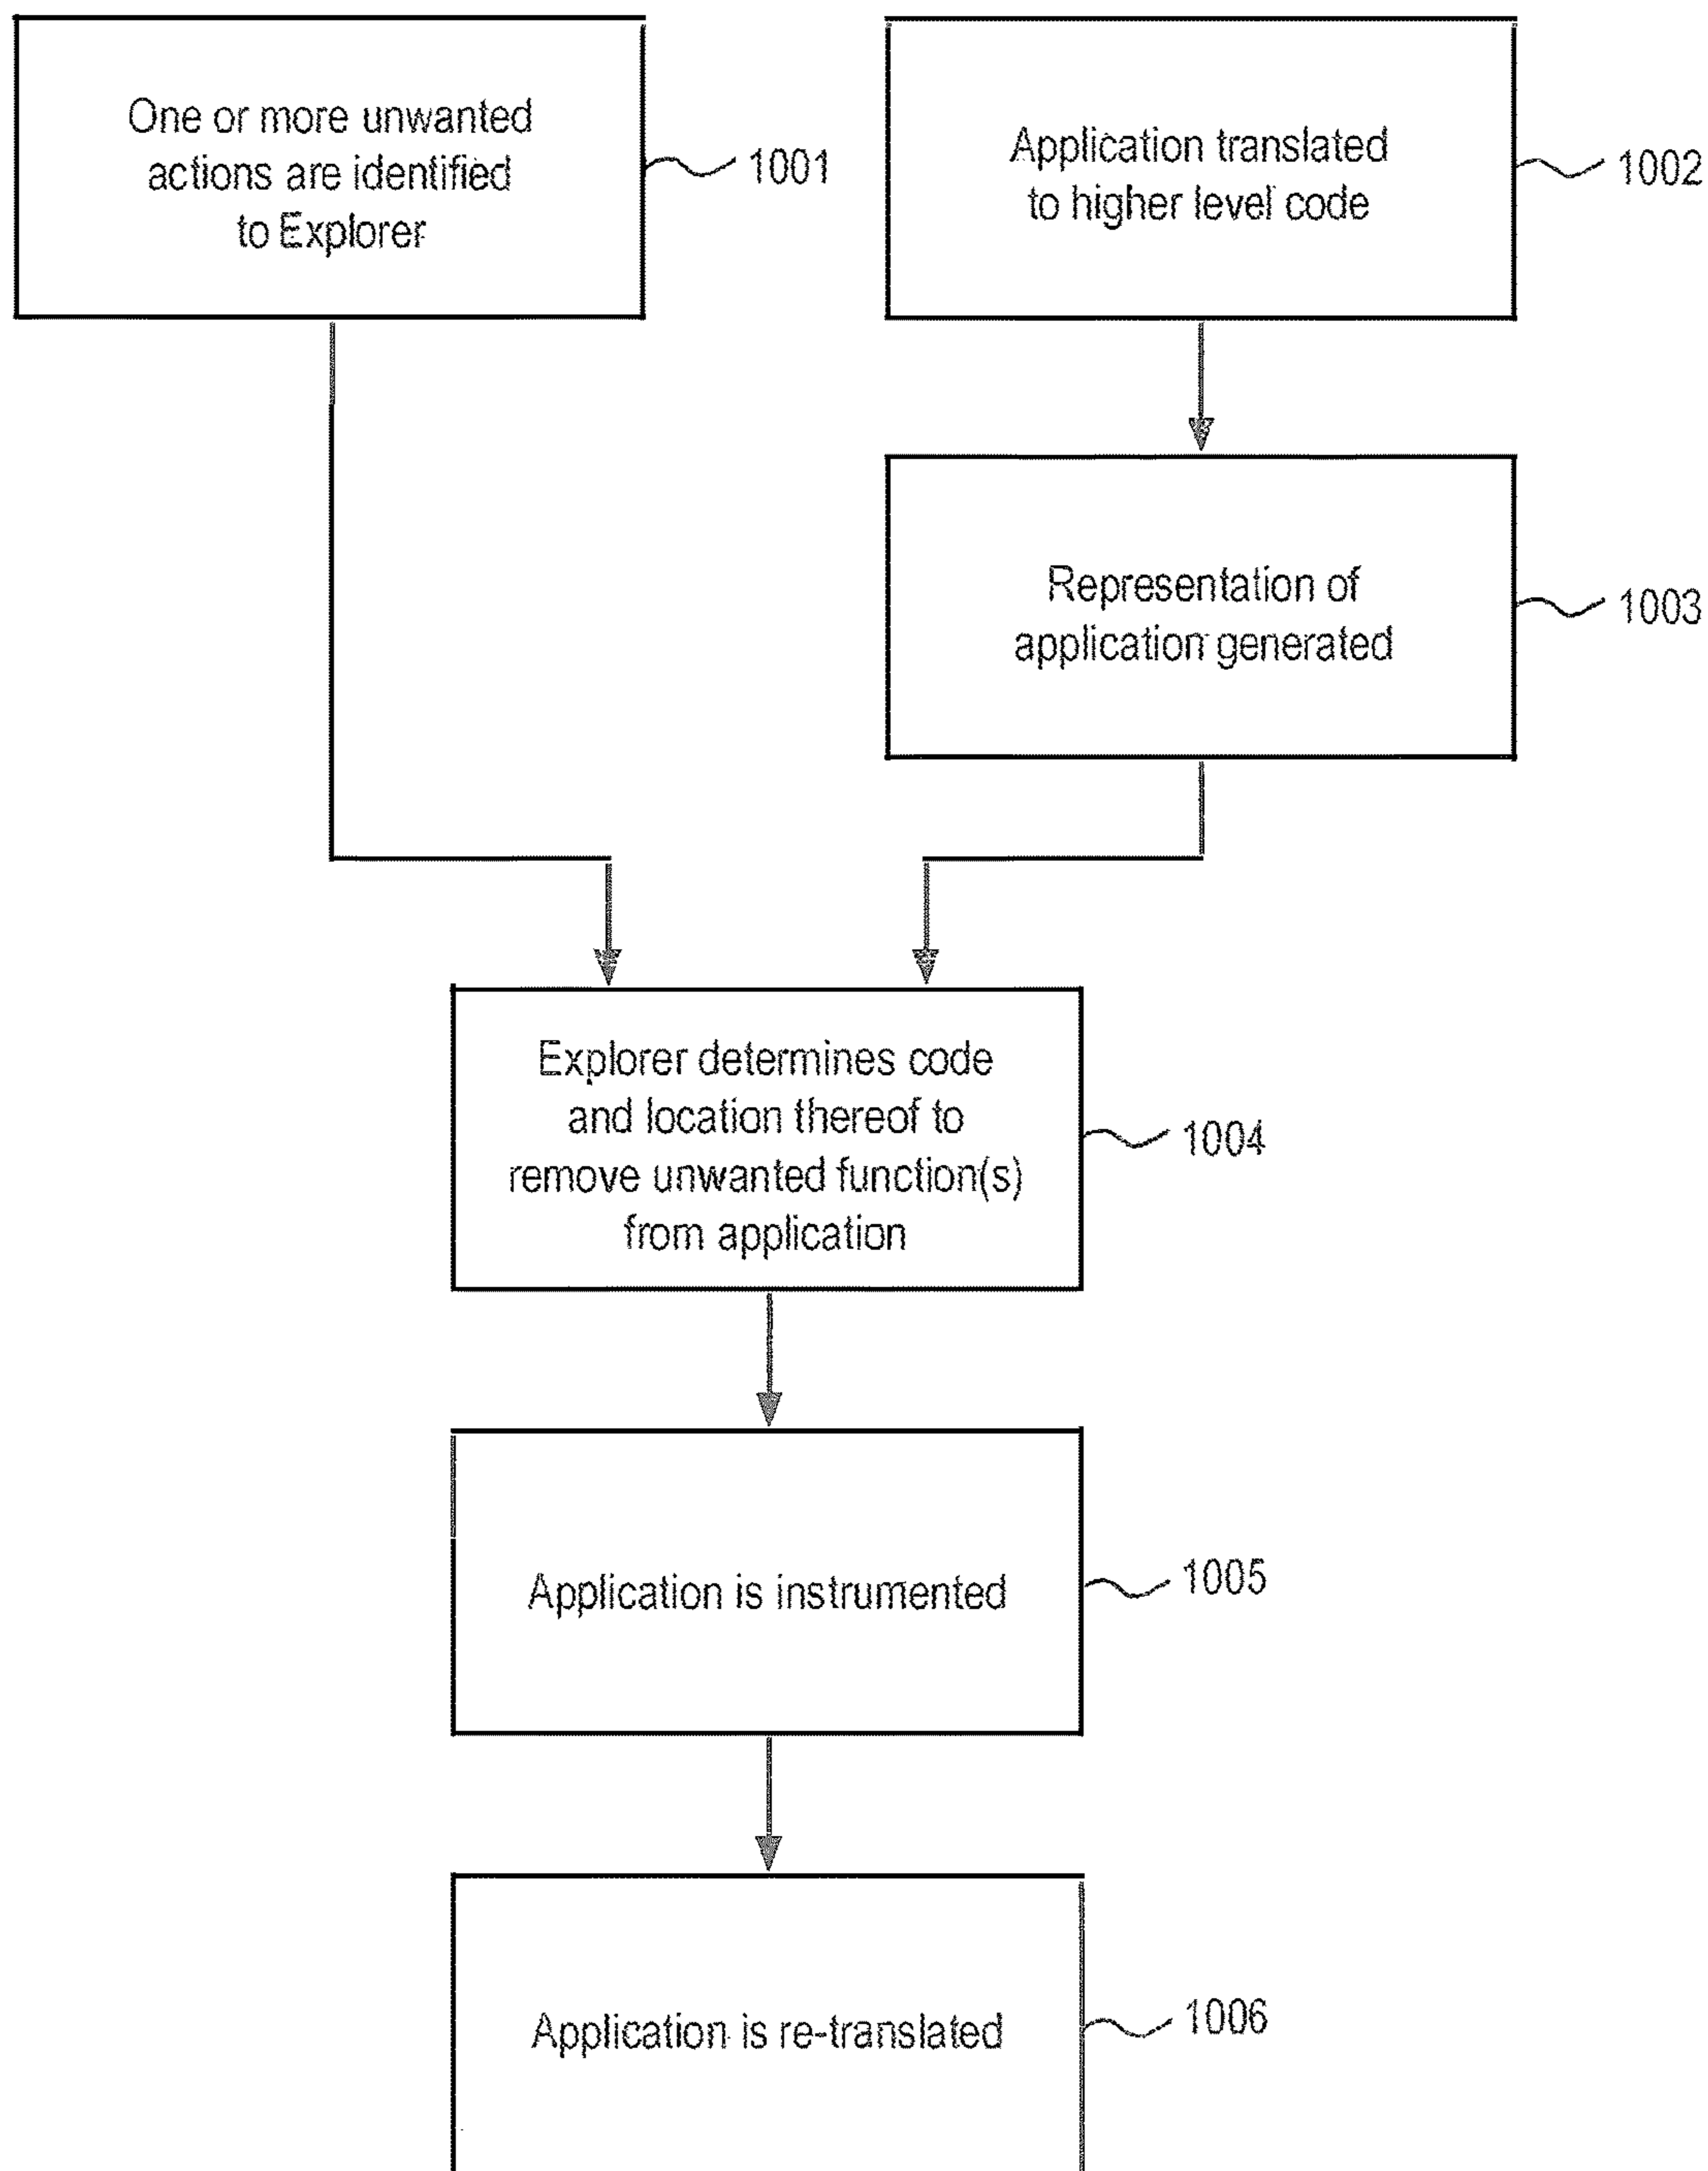 One or more unwanted
actions are identified
to Explorer
1001
Application translated
to higher level code
1002
Representation of
application generated
1003
Explorer determines code
and location thereof to
remove unwanted function(s)
from application
1004
Application is instrumented
1005
Application is re-translated
1006